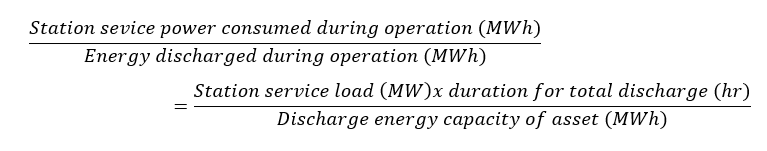 Station sevice power consumed during operation (MWh)
Energy discharged during operation (MWh)
= Station service load (MW)x duration for total discharge (hr)
Discharge energy capacity of asset (MWh)